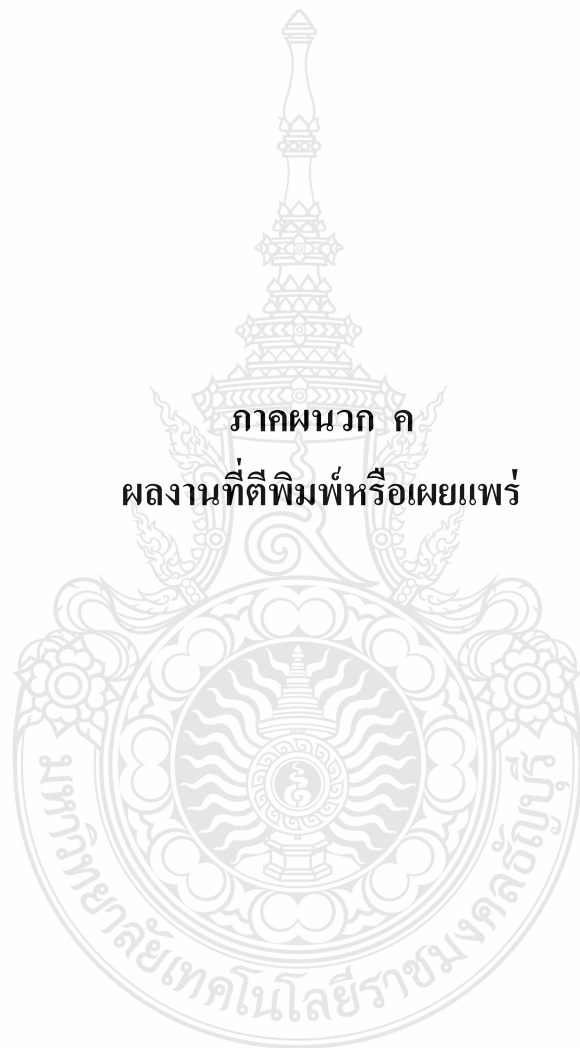 ภาคผนวก ค
ผลงานที่ตีพิมพ์หรือเผยแพร่
มหาวิทยาลัยเทคโนโลยีราชมงคลธัญบุรี